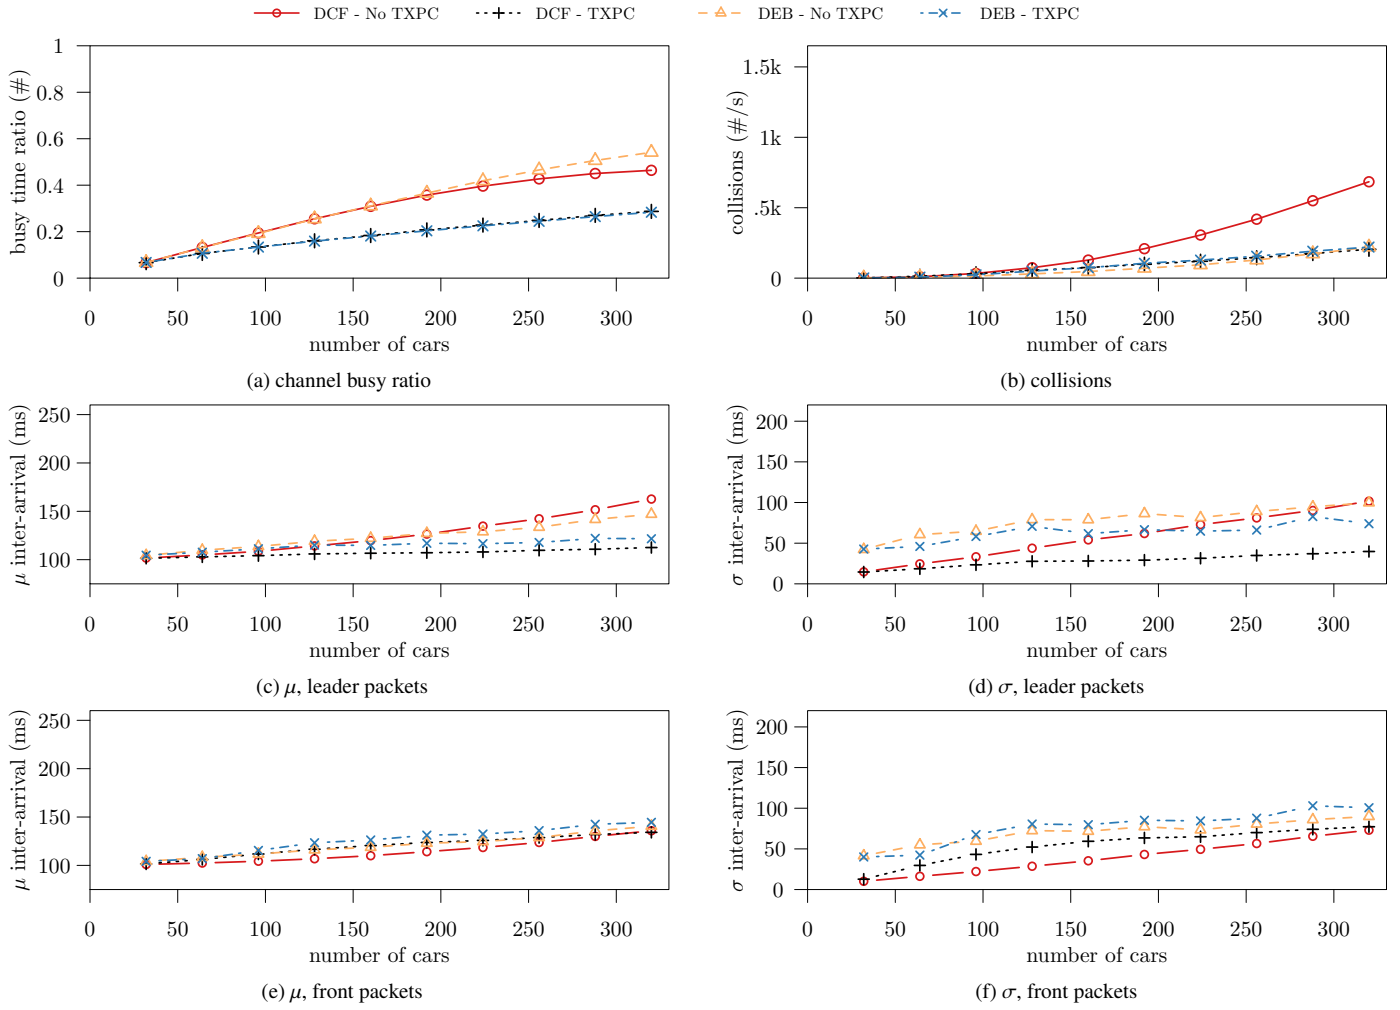 DCF - No TXPC DCF - TXPC DEB - No TXPC DEB - TXPC
busy time ratio (#)
1
0.8
0.6
0.4
0.2
0
0 50 100 150 200 250 300
number of cars
(a) channel busy ratio
collisions (#/s)
1.5k
1k
.5k
0
0 50 100 150 200 250 300
number of cars
(b) collisions
μ inter-arrival (ms)
250
200
150
100
0 50 100 150 200 250 300
number of cars
(c) μ, leader packets
σ inter-arrival (ms)
200
150
100
50
0
0 50 100 150 200 250 300
number of cars
(d) σ, leader packets
μ inter-arrival (ms)
250
200
150
100
0 50 100 150 200 250 300
number of cars
(e) μ, front packets
σ inter-arrival (ms)
200
150
100
50
0
0 50 100 150 200 250 300
number of cars
(f) σ, front packets